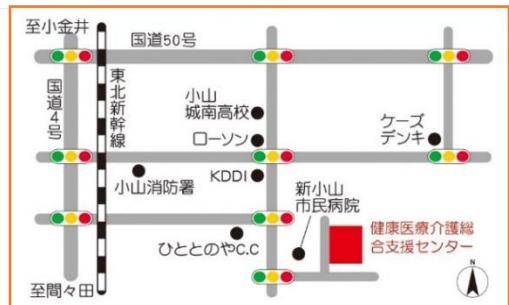 至小金井
国道50号
国道4号
東北新幹線
小山
城南高校
ローソン
ケーズ
デンキ
小山消防署
KDDI
新小山
市民病院
健康医療介護総
合支援センター
ひととのやC.C
至間々田
N